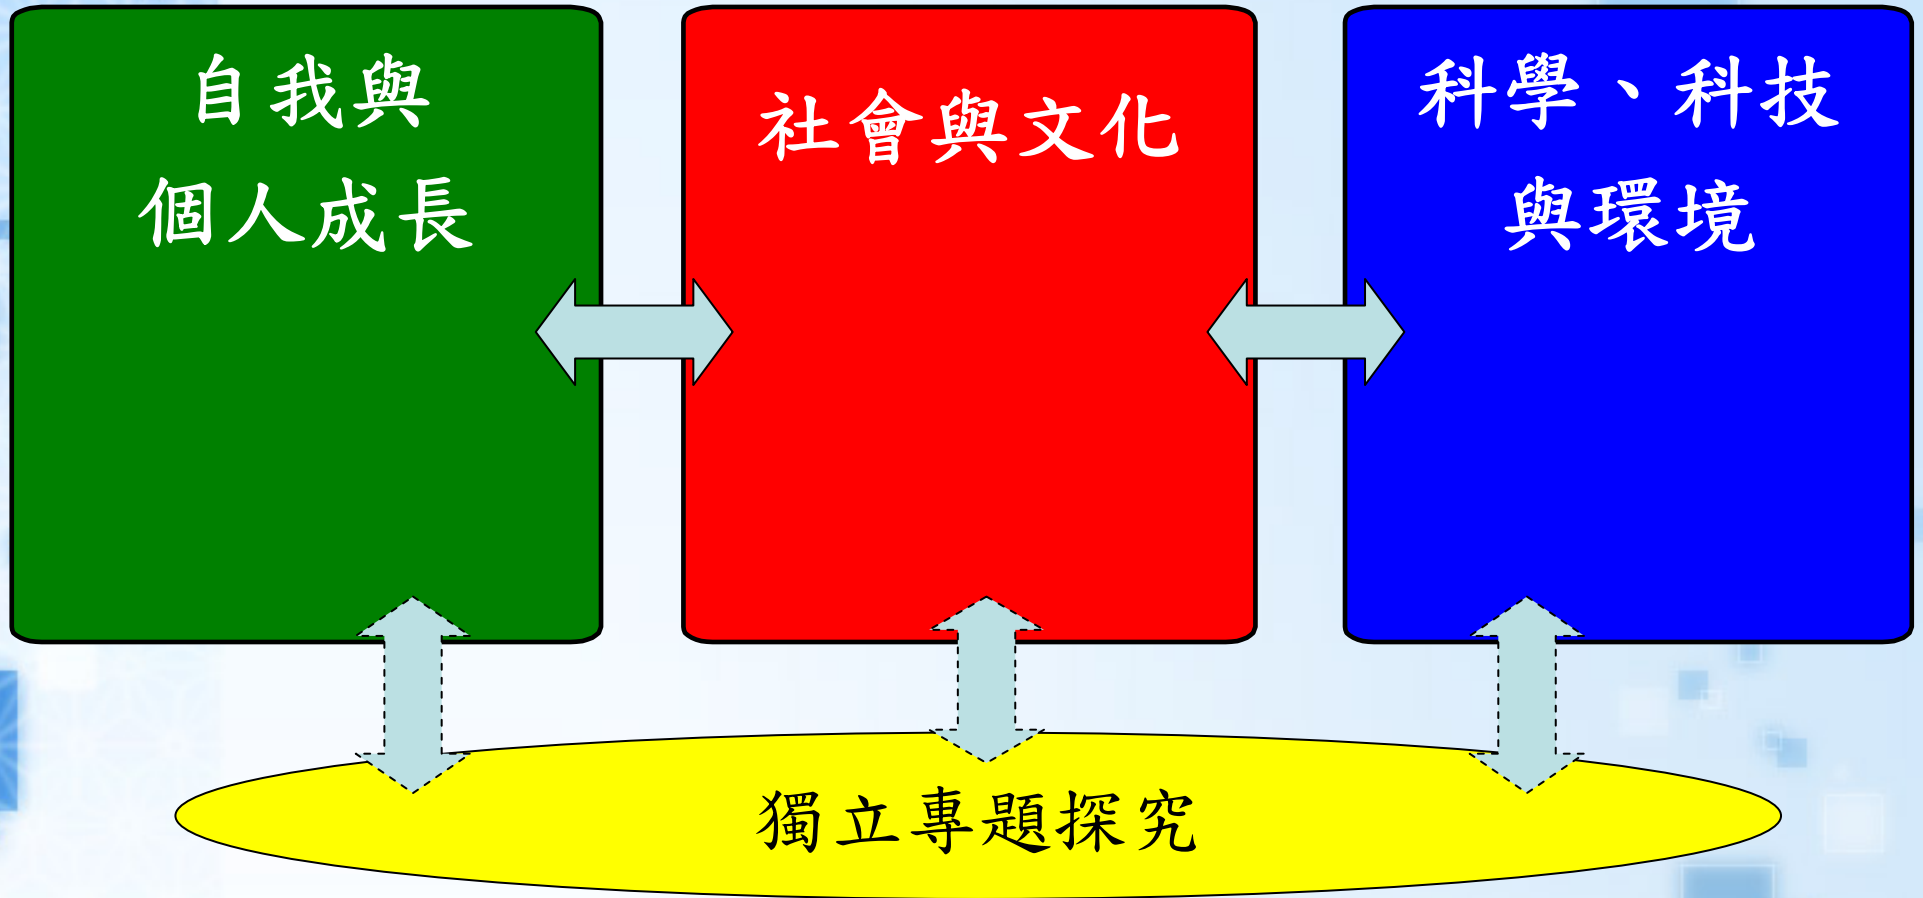 自我與
個人成長
社會與文化
科學、科技
與環境
獨立專題探究